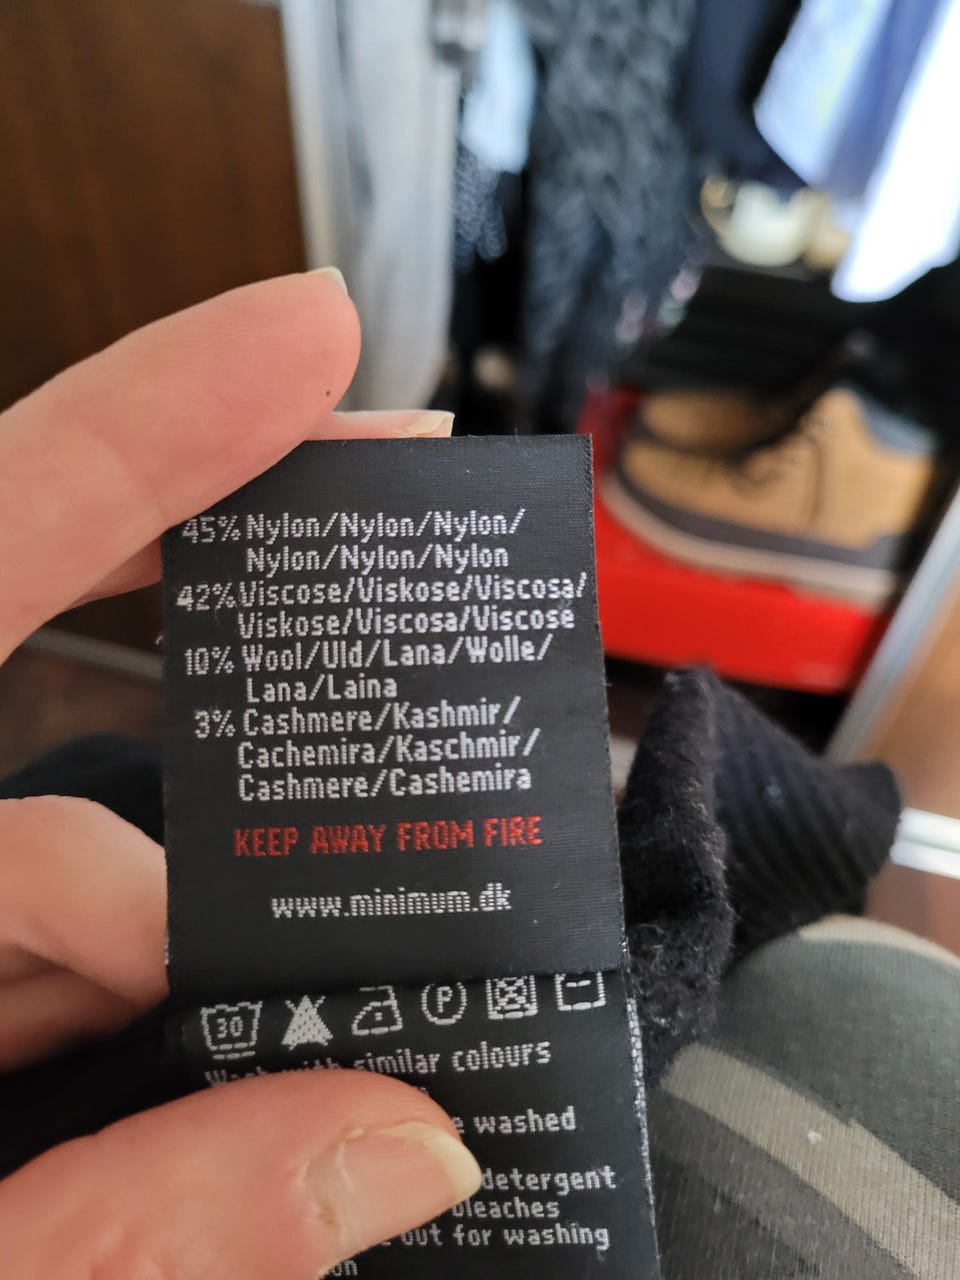 45% Nylon/Nylon/Nylon/
Nylon/Nylon/Nylon
42% Viscose/Viskose/Viscosa/
Viskose/Viscosa/Viscose
10% Wool/Uld/Lana/Wolle/
Lana/Laina
3% Cashmere/Kashmir/
Cachemira/Kaschmir/
Cashmere/Cashemira
KEEP AWAY FROM FIRE
www.minimum.dk
30 P
Wash with similar colours
washed
detergent
bleaches
out for washing